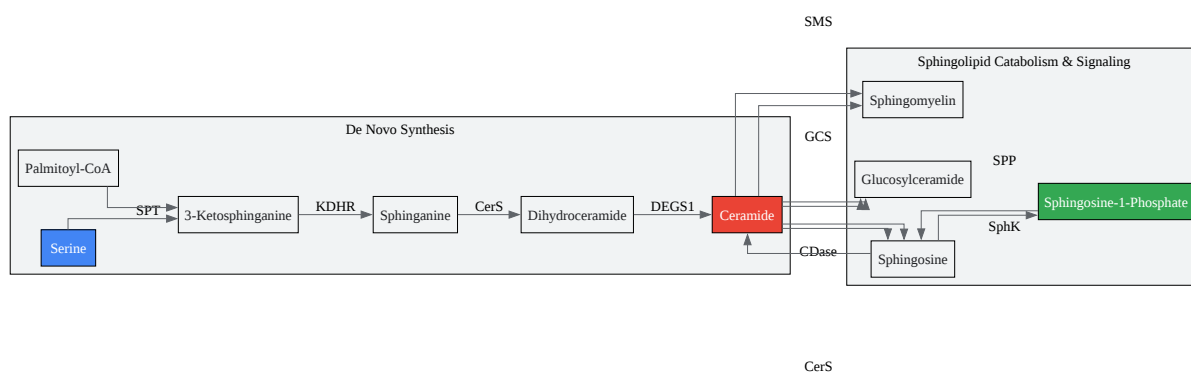 SMS
Sphingolipid Catabolism & Signaling
Sphingomyelin
De Novo Synthesis
GCS
Palmitoyl-CoA
SPP
Glucosylceramide
SPT
3-Ketosphinganine
KDHR
Sphinganine
CerS
Dihydroceramide
DEGS1
Ceramide
Sphingosine-1-Phosphate
SphK
Serine
CDase
Sphingosine
CerS